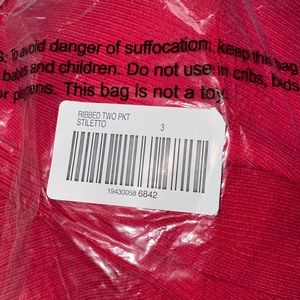 S: To avoid danger of suffocation, keep this bag
babies and children. Do not use in cribs, beds
or playpens. This bag is not a toy.
RIBBED TWO PKT
STILETTO 3
19430058 6842